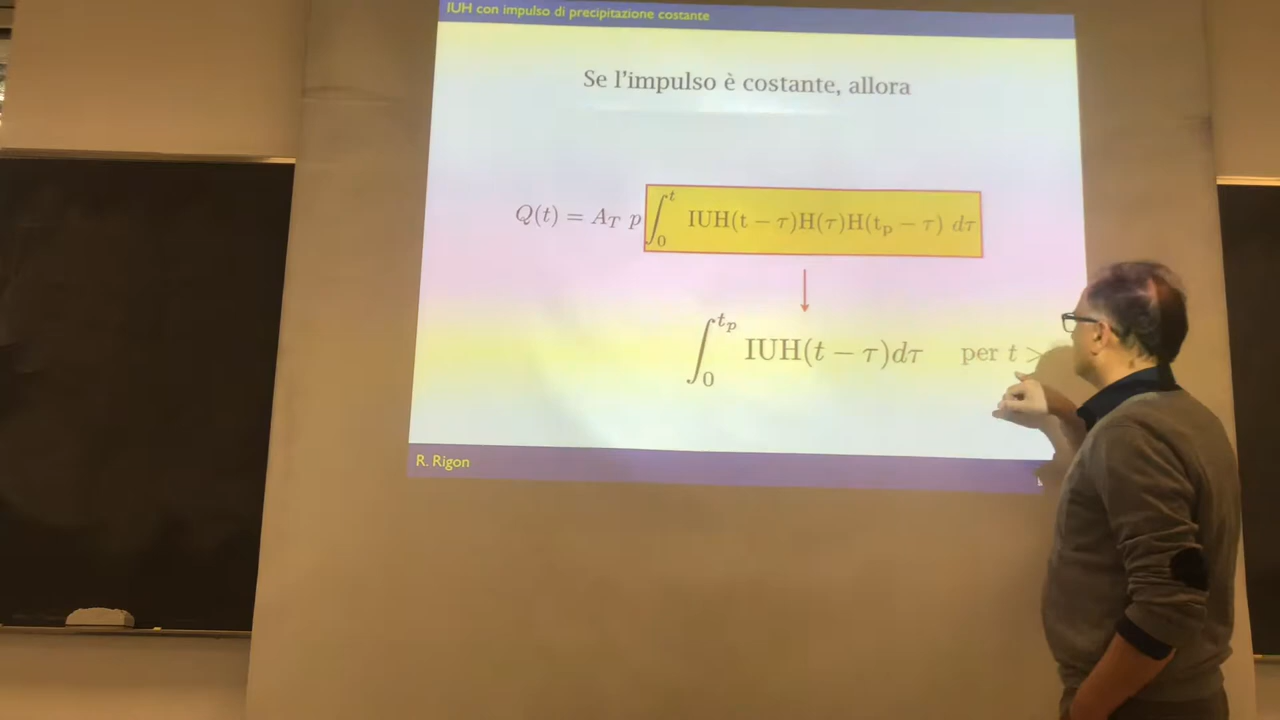 IUH con impulso di precipitazione costante
Se l'impulso è costante, allora
Q(t) = A_T p ∫_0^t IUH(t − τ)H(τ)H(t_p − τ) dτ
∫_0^{t_p} IUH(t − τ)dτ per t >
R. Rigon